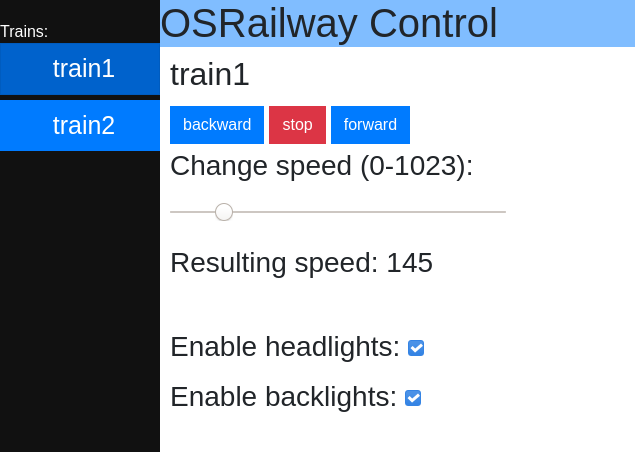 Trains:
train1
train2
OSRailway Control
train1
backward stop forward
Change speed (0-1023):
Resulting speed: 145
Enable headlights:
Enable backlights: